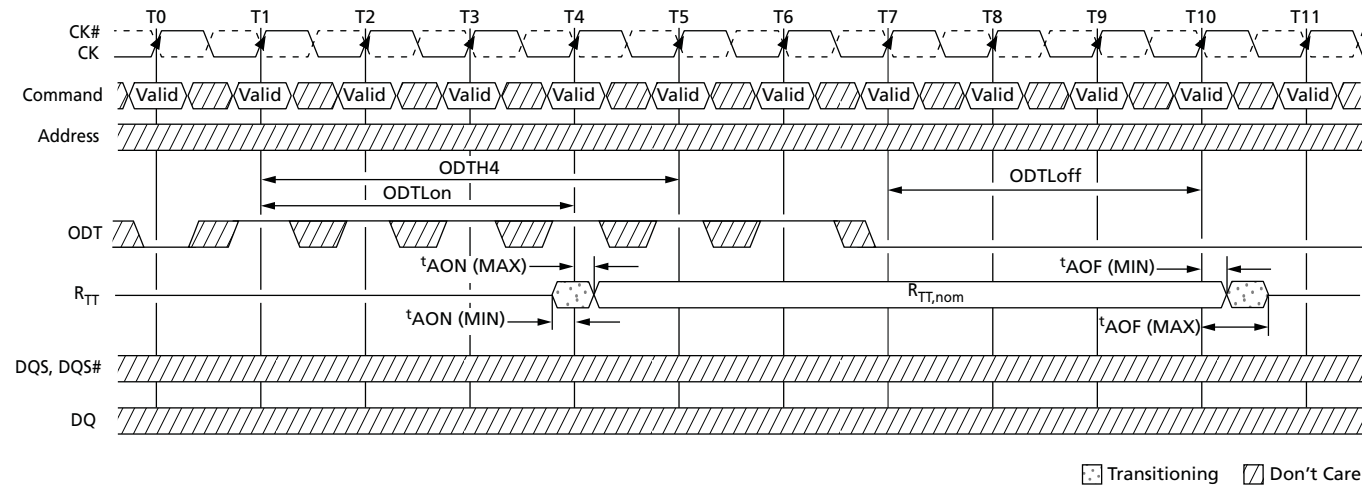 T0 T1 T2 T3 T4 T5 T6 T7 T8 T9 T10 T11
CK#
CK
Command Valid Valid Valid Valid Valid Valid Valid Valid Valid Valid Valid Valid
Address
ODTH4
ODTLoff
ODTLon
ODT
tAON (MAX) tAOF (MIN)
RTT RTT,nom
tAON (MIN) tAOF (MAX)
DQS, DQS#
DQ
Transitioning Don't Care